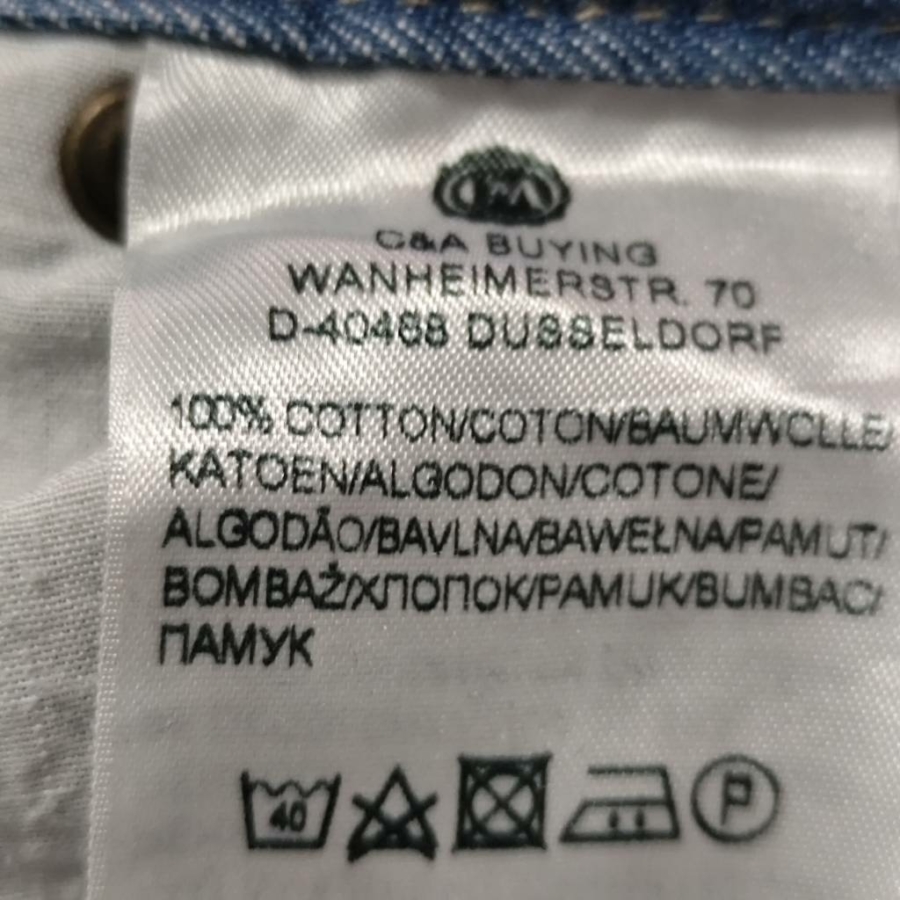 C&A BUYING
WANHEIMERSTR. 70
D-40468 DUSSELDORF
100% COTTON/COTON/BAUMWOLLE/
KATOEN/ALGODON/COTONE/
ALGODÃO/BAVLNA/BAWEŁNA/PAMUT/
BOMBAŽ/ХЛОПОК/PAMUK/BUMBAC/
ПАМУК
40
P